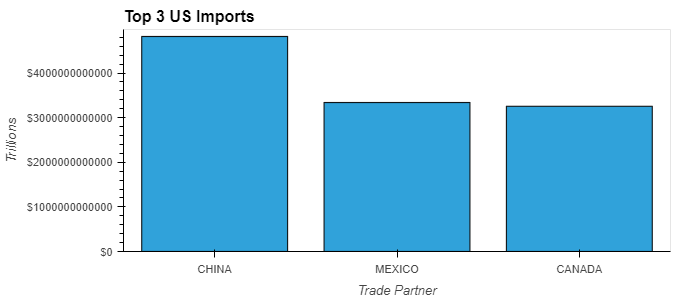 Top 3 US Imports
$4000000000000
$3000000000000
$2000000000000
$1000000000000
$0
Trillions
CHINA MEXICO CANADA
Trade Partner